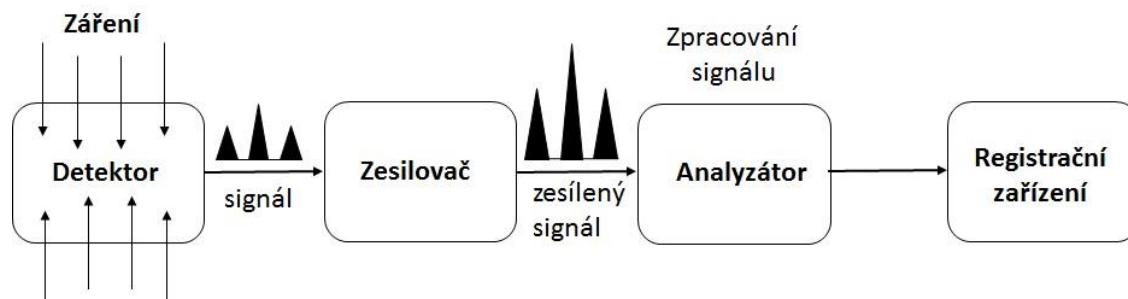 Záření
Detektor
signál
Zesilovač
zesílený
signál
Zpracování
signálu
Analyzátor
Registrační
zařízení